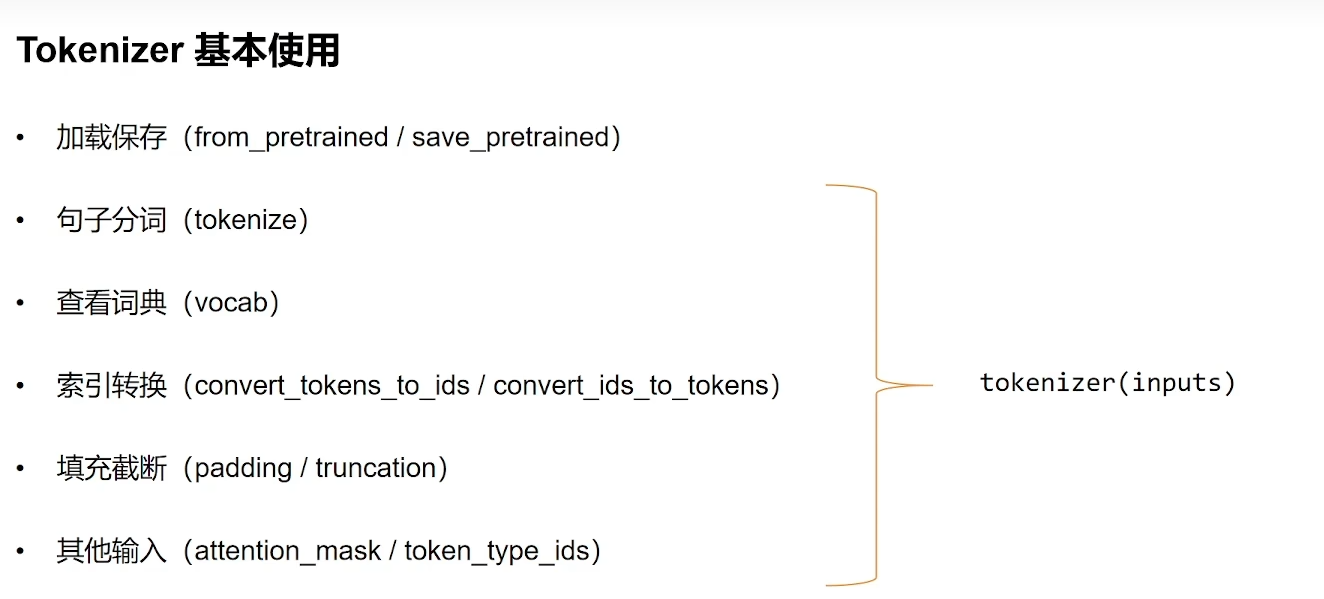 Tokenizer 基本使用
• 加载保存（from_pretrained / save_pretrained）
• 句子分词（tokenize）
• 查看词典（vocab）
• 索引转换（convert_tokens_to_ids / convert_ids_to_tokens）
• 填充截断（padding / truncation）
• 其他输入（attention_mask / token_type_ids）
tokenizer(inputs)